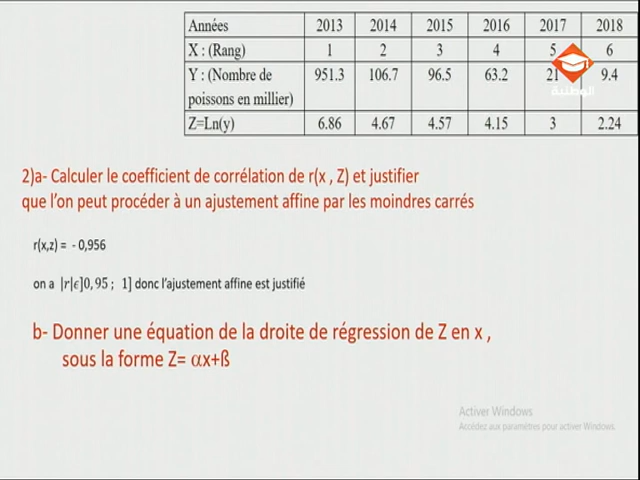 Années 2013 2014 2015 2016 2017 2018
X : (Rang) 1 2 3 4 5 6
Y : (Nombre de poissons en millier) 951.3 106.7 96.5 63.2 21 9.4
Z=Ln(y) 6.86 4.67 4.57 4.15 3 2.24
الوطنية
2)a- Calculer le coefficient de corrélation de r(x , Z) et justifier
que l'on peut procéder à un ajustement affine par les moindres carrés
r(x,z) = - 0,956
on a |r|ϵ]0,95 ; 1] donc l'ajustement affine est justifié
b- Donner une équation de la droite de régression de Z en x ,
sous la forme Z= αx+ß
Activer Windows
Accédez aux paramètres pour activer Windows.